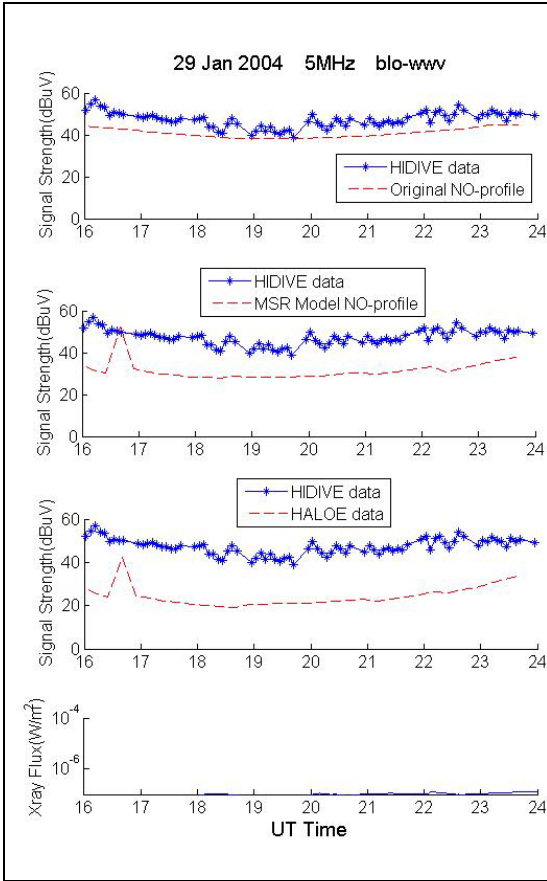 29 Jan 2004 5MHz blo-wwv
Signal Strength(dBuV)
60
40
20
0
HIDIVE data
Original NO-profile
16 17 18 19 20 21 22 23 24
HIDIVE data
MSR Model NO-profile
Signal Strength(dBuV)
60
40
20
0
16 17 18 19 20 21 22 23 24
HIDIVE data
HALOE data
Signal Strength(dBuV)
60
40
20
0
16 17 18 19 20 21 22 23 24
Xray Flux(W/m²)
10⁻⁴
10⁻⁶
16 17 18 19 20 21 22 23 24
UT Time